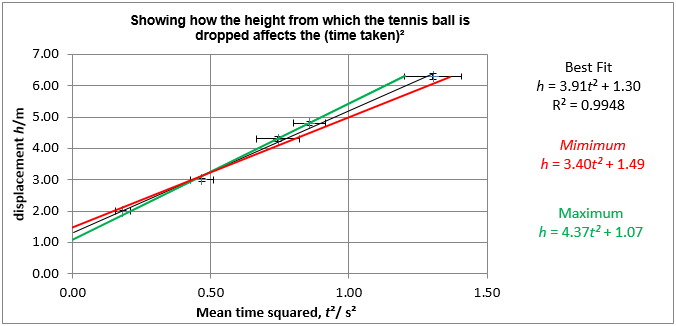 Showing how the height from which the tennis ball is
dropped affects the (time taken)²
displacement h/m
7.00
6.00
5.00
4.00
3.00
2.00
1.00
0.00
0.00
0.50
1.00
1.50
Mean time squared, t²/ s²
Best Fit
h = 3.91t² + 1.30
R² = 0.9948
Mimimum
h = 3.40t² + 1.49
Maximum
h = 4.37t² + 1.07